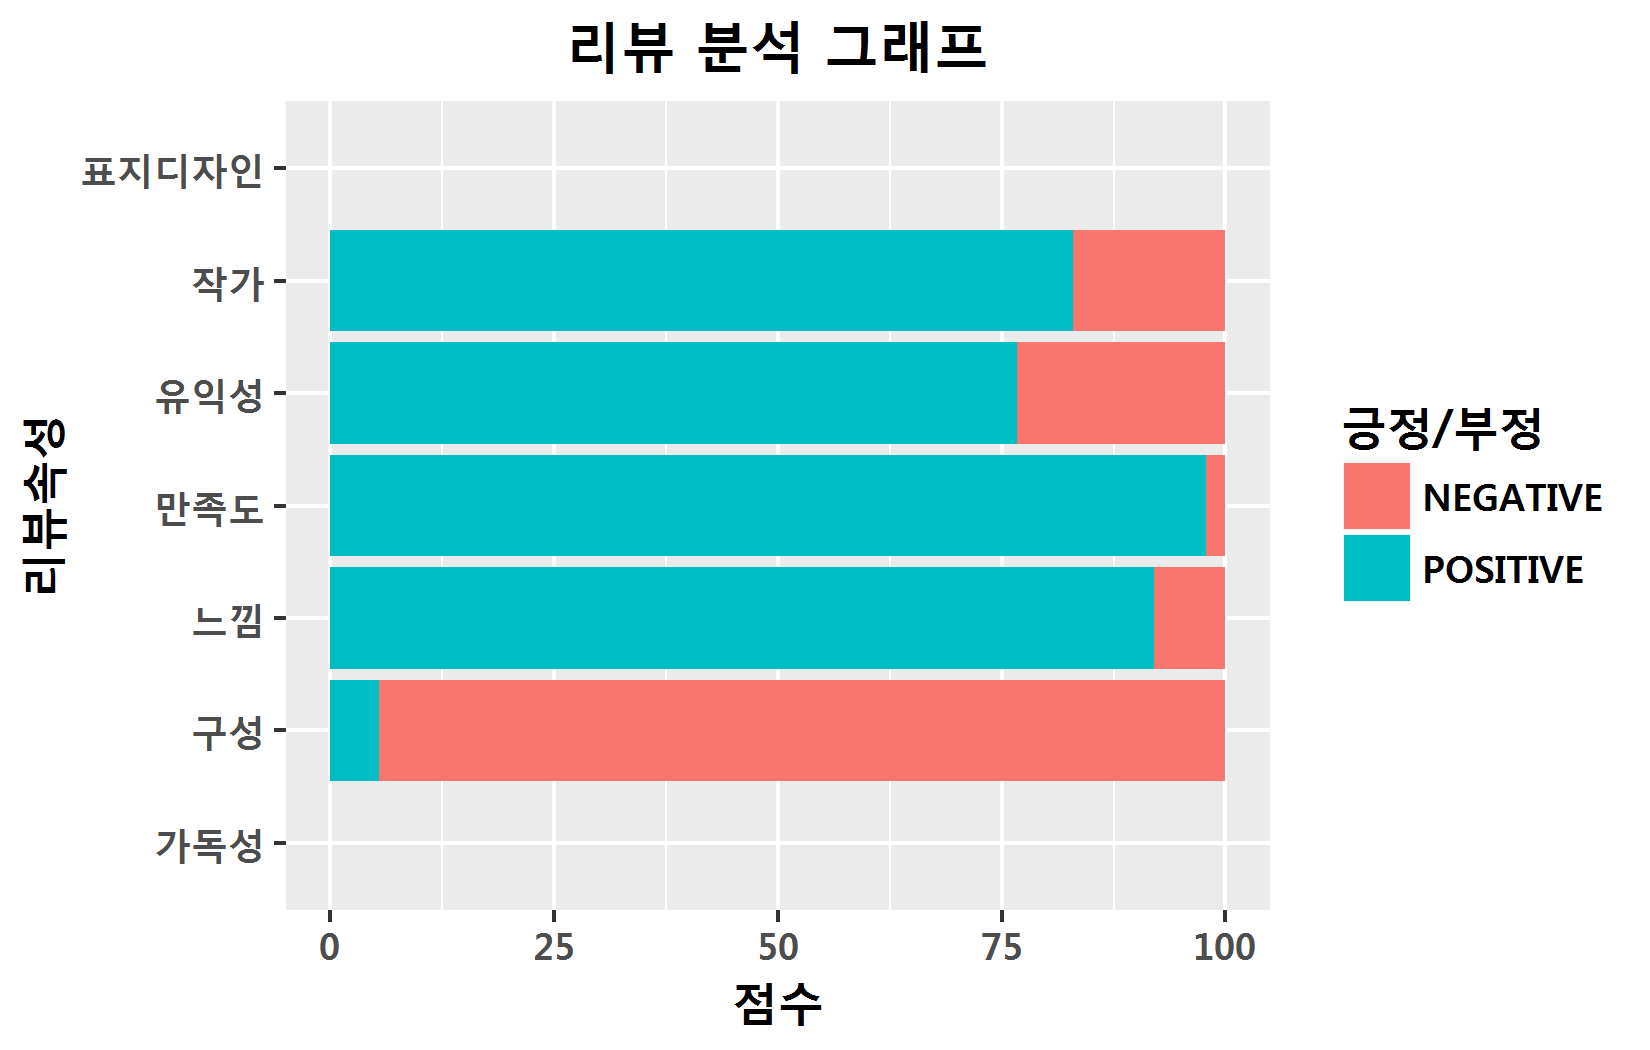 리뷰 분석 그래프
표지디자인
작가
유익성
만족도
느낌
구성
가독성
리뷰속성
0 25 50 75 100
점수
긍정/부정
NEGATIVE
POSITIVE